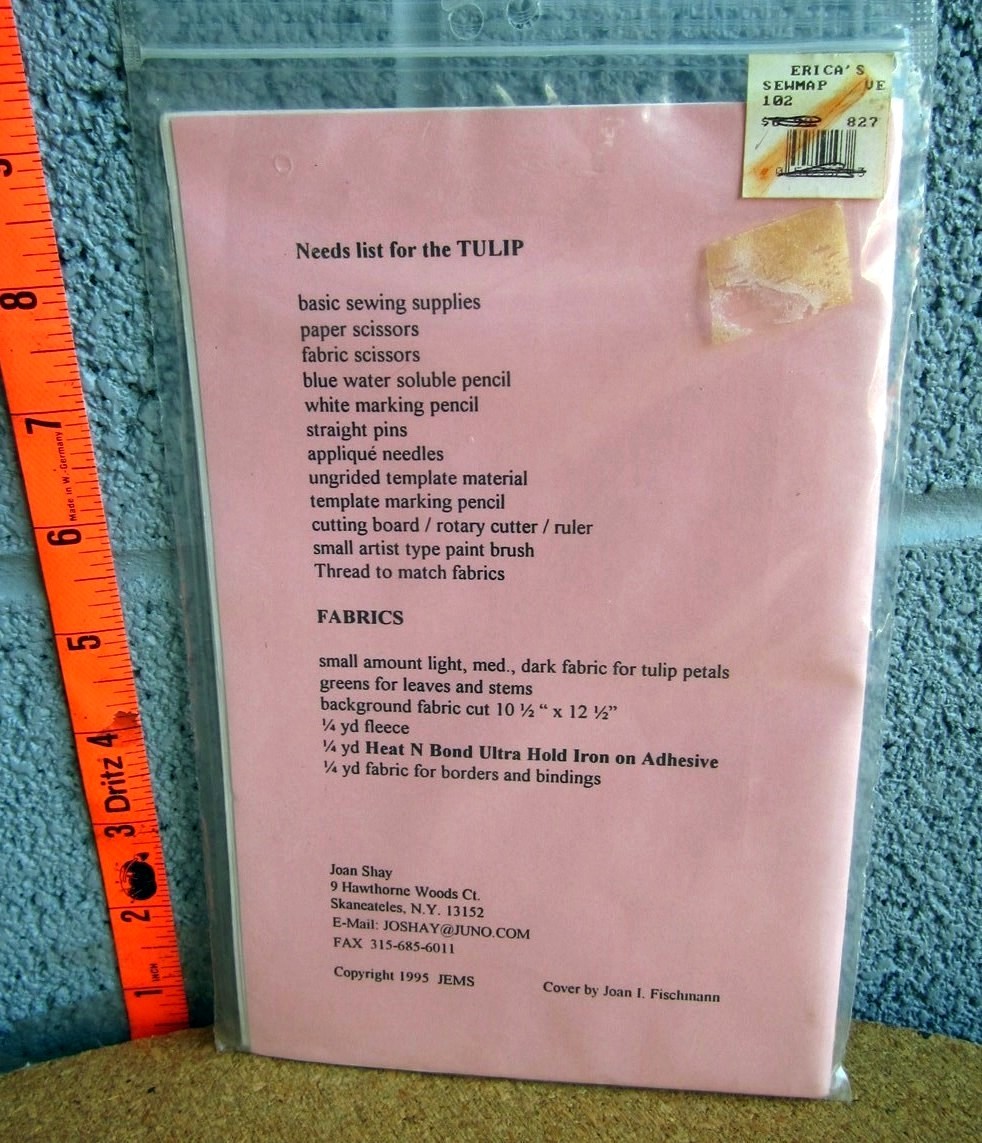 ERICA'S
SEWMAP VE
102
827
Needs list for the TULIP
basic sewing supplies
paper scissors
fabric scissors
blue water soluble pencil
white marking pencil
straight pins
appliqué needles
ungrided template material
template marking pencil
cutting board / rotary cutter / ruler
small artist type paint brush
Thread to match fabrics
FABRICS
small amount light, med., dark fabric for tulip petals
greens for leaves and stems
background fabric cut 10 ½ “ x 12 ½”
¼ yd fleece
¼ yd Heat N Bond Ultra Hold Iron on Adhesive
¼ yd fabric for borders and bindings
Joan Shay
9 Hawthorne Woods Ct.
Skaneateles, N.Y. 13152
E-Mail: JOSHAY@JUNO.COM
FAX 315-685-6011
Copyright 1995 JEMS
Cover by Joan I. Fischmann
9
8
7
Made in W.-Germany
6
5
4
3 Dritz
2
1 INCH